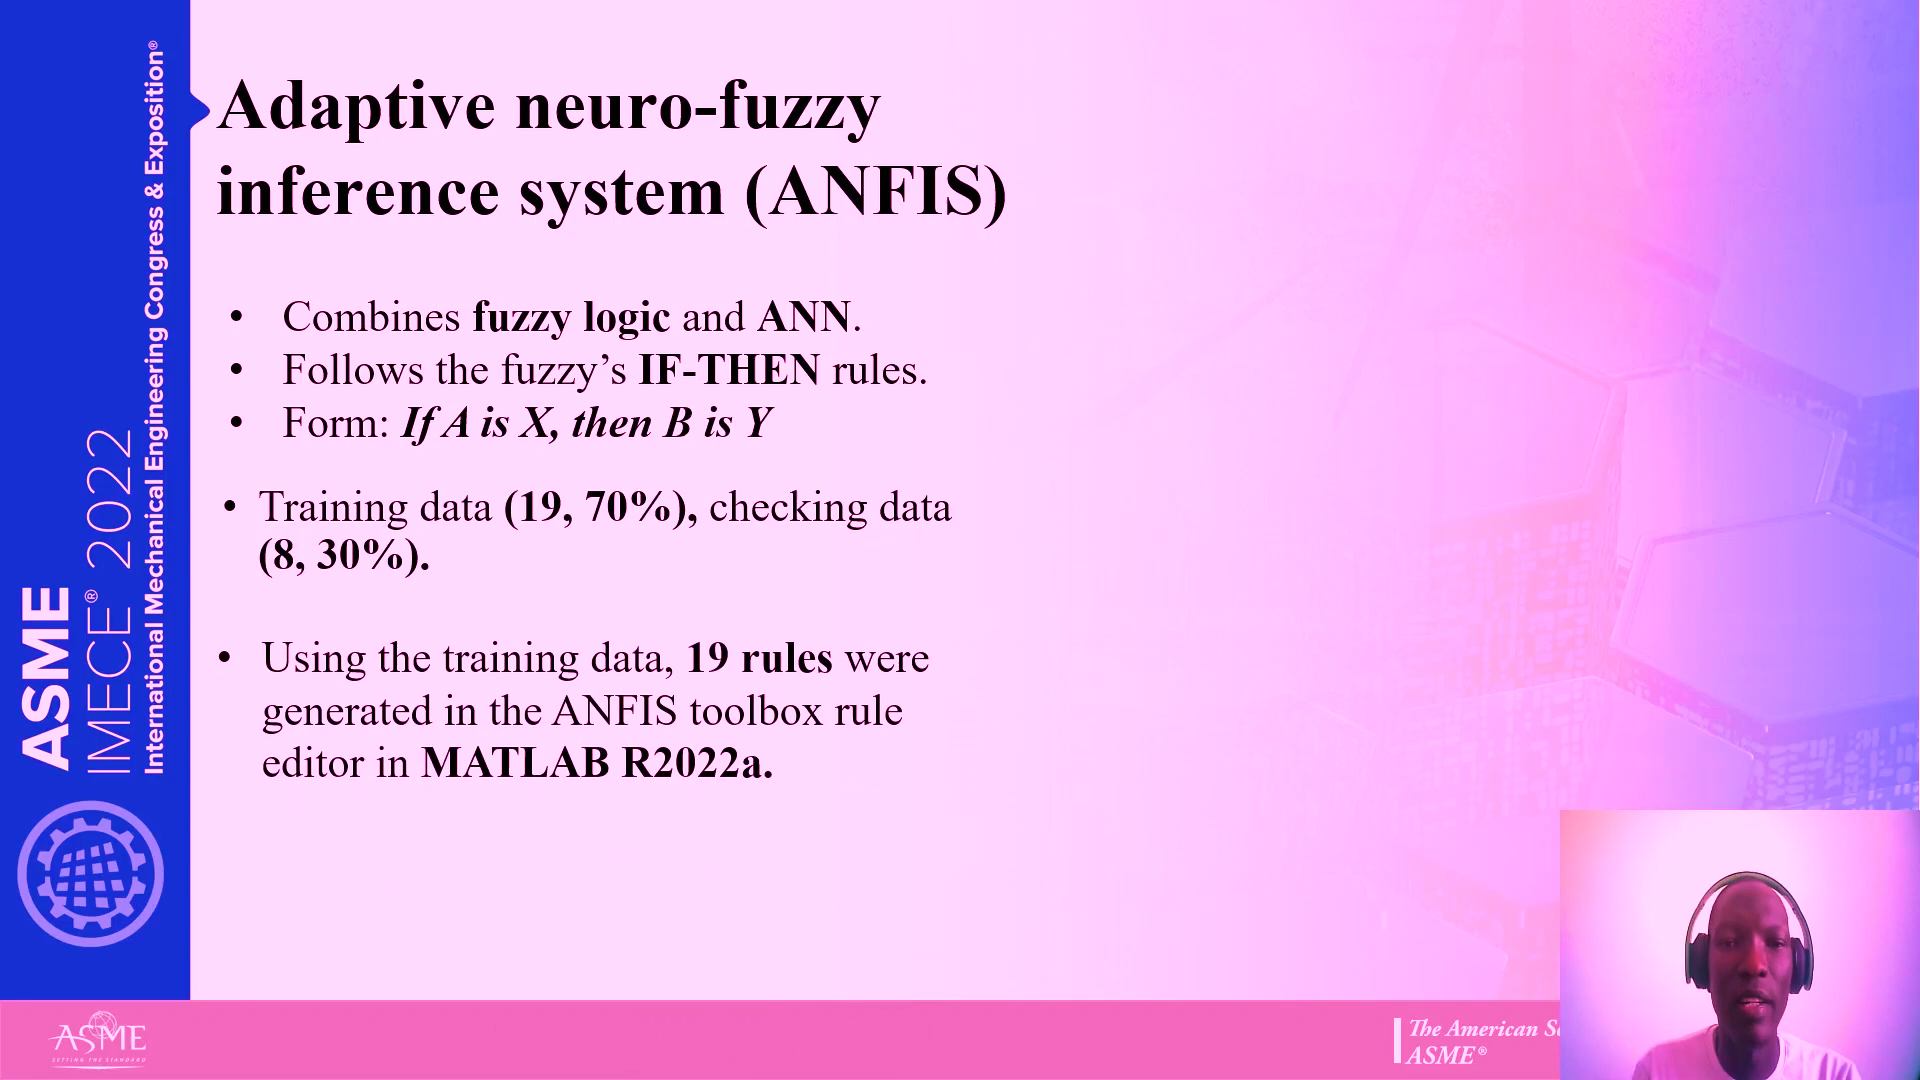 ASME
IMECE® 2022
International Mechanical Engineering Congress & Exposition®
Adaptive neuro-fuzzy
inference system (ANFIS)
• Combines fuzzy logic and ANN.
• Follows the fuzzy’s IF-THEN rules.
• Form: If A is X, then B is Y
• Training data (19, 70%), checking data
(8, 30%).
• Using the training data, 19 rules were
generated in the ANFIS toolbox rule
editor in MATLAB R2022a.
ASME
SETTING THE STANDARD
The American
ASME®